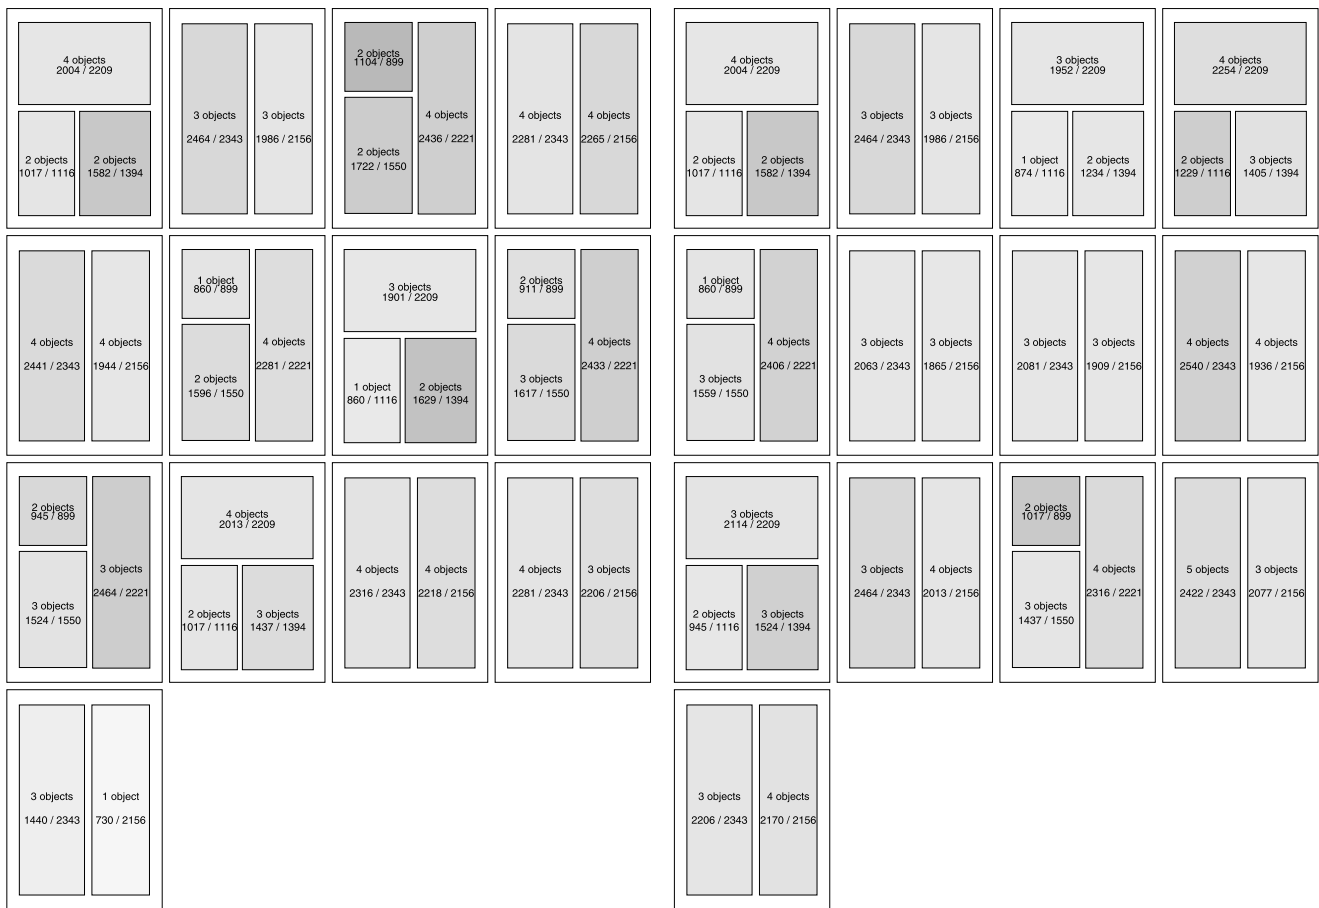 4 objects
2004 / 2209
2 objects
1017 / 1116
2 objects
1582 / 1394
3 objects
2464 / 2343
3 objects
1986 / 2156
2 objects
1104 / 899
2 objects
1722 / 1550
4 objects
2436 / 2221
4 objects
2281 / 2343
4 objects
2265 / 2156
4 objects
2004 / 2209
2 objects
1017 / 1116
2 objects
1582 / 1394
3 objects
2464 / 2343
3 objects
1986 / 2156
3 objects
1952 / 2209
1 object
874 / 1116
2 objects
1234 / 1394
4 objects
2254 / 2209
2 objects
1229 / 1116
3 objects
1405 / 1394
4 objects
2441 / 2343
4 objects
1944 / 2156
1 object
860 / 899
2 objects
1596 / 1550
4 objects
2281 / 2221
3 objects
1901 / 2209
1 object
860 / 1116
2 objects
1629 / 1394
2 objects
911 / 899
3 objects
1617 / 1550
4 objects
2433 / 2221
1 object
860 / 899
3 objects
1559 / 1550
4 objects
2406 / 2221
3 objects
2063 / 2343
3 objects
1865 / 2156
3 objects
2081 / 2343
3 objects
1909 / 2156
4 objects
2540 / 2343
4 objects
1936 / 2156
2 objects
945 / 899
3 objects
1524 / 1550
3 objects
2464 / 2221
4 objects
2013 / 2209
2 objects
1017 / 1116
3 objects
1437 / 1394
4 objects
2316 / 2343
4 objects
2218 / 2156
4 objects
2281 / 2343
3 objects
2206 / 2156
3 objects
2114 / 2209
2 objects
945 / 1116
3 objects
1524 / 1394
3 objects
2464 / 2343
4 objects
2013 / 2156
2 objects
1017 / 899
3 objects
1437 / 1550
4 objects
2316 / 2221
5 objects
2422 / 2343
3 objects
2077 / 2156
3 objects
1440 / 2343
1 object
730 / 2156
3 objects
2206 / 2343
4 objects
2170 / 2156